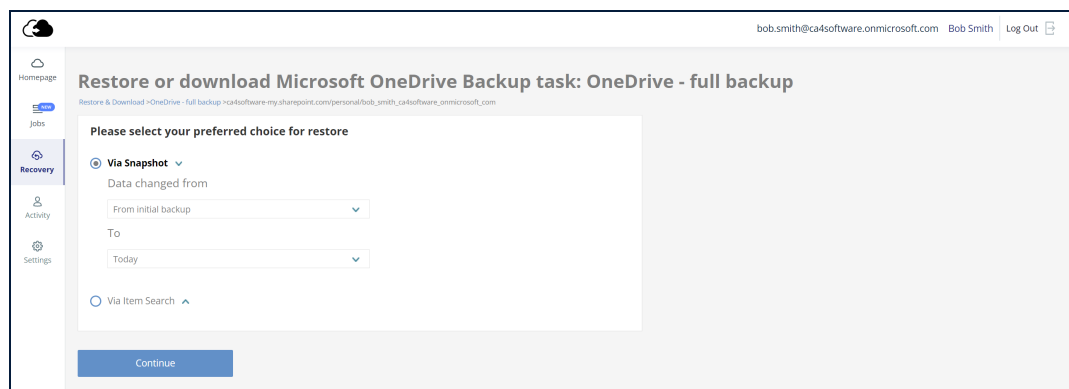 bob.smith@ca4software.onmicrosoft.com Bob Smith Log Out
Homepage
NEW
Jobs
Recovery
Activity
Settings
Restore or download Microsoft OneDrive Backup task: OneDrive - full backup
Restore & Download >OneDrive - full backup >ca4software-my.sharepoint.com/personal/bob_smith_ca4software_onmicrosoft_com
Please select your preferred choice for restore
Via Snapshot
Data changed from
From initial backup
To
Today
Via Item Search
Continue